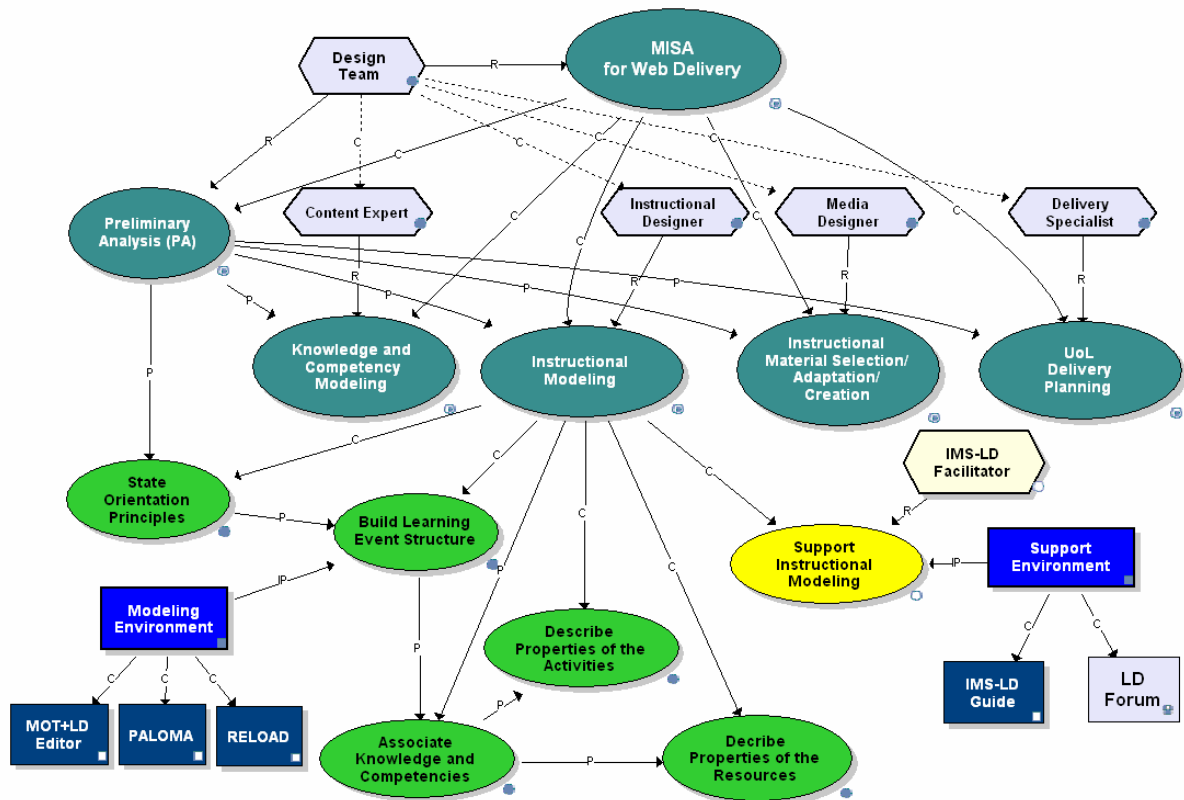 Design
Team
R
MISA
for Web Delivery
R
C
C
C
C
C
C
Preliminary
Analysis (PA)
Content Expert
Instructional
Designer
Media
Designer
Delivery
Specialist
P
R
P
P
C
R
P
R
P
R
Knowledge and
Competency
Modeling
Instructional
Modeling
Instructional
Material Selection/
Adaptation/
Creation
UoL
Delivery
Planning
P
C
C
C
P
C
C
IMS-LD
Facilitator
R
State
Orientation
Principles
P
Build Learning
Event Structure
Support
Instructional
Modeling
IP
Support
Environment
IP
Modeling
Environment
P
C
C
C
C
C
Describe
Properties of the
Activities
IMS-LD
Guide
LD
Forum
MOT+LD
Editor
PALOMA
RELOAD
P
Associate
Knowledge and
Competencies
P
Decribe
Properties of the
Resources